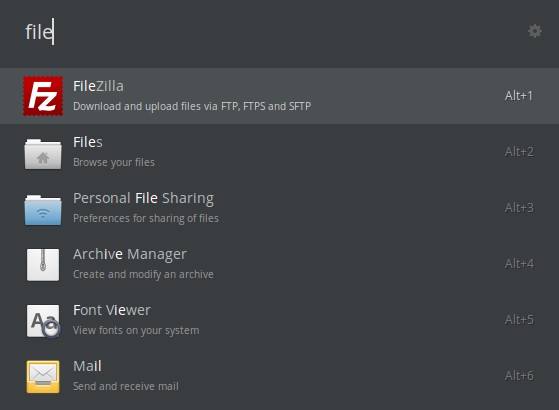 file
FileZilla
Download and upload files via FTP, FTPS and SFTP
Alt+1
Files
Browse your files
Alt+2
Personal File Sharing
Preferences for sharing of files
Alt+3
Archive Manager
Create and modify an archive
Alt+4
Aa
Font Viewer
View fonts on your system
Alt+5
Mail
Send and receive mail
Alt+6